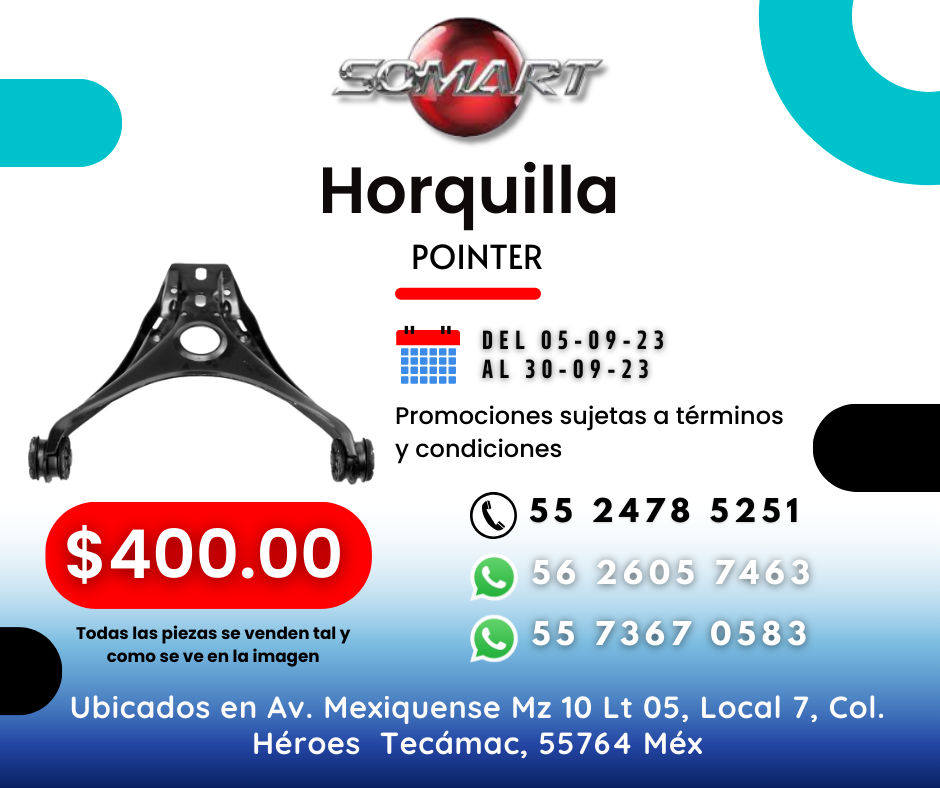 SOMART
Horquilla
POINTER
DEL 05-09-23
AL 30-09-23
Promociones sujetas a términos
y condiciones
$400.00
55 2478 5251
56 2605 7463
55 7367 0583
Todas las piezas se venden tal y
como se ve en la imagen
Ubicados en Av. Mexiquense Mz 10 Lt 05, Local 7, Col.
Héroes Tecámac, 55764 Méx